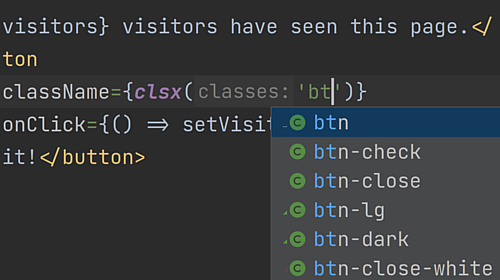 visitors} visitors have seen this page.</
ton
className={clsx( classes: 'bt')}
onClick={() => setVisit
it!</button>
btn
btn-check
btn-close
btn-lg
btn-dark
btn-close-white